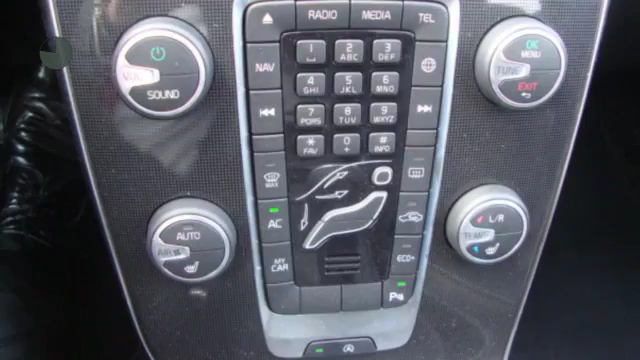 RADIO MEDIA TEL
NAV
1 2 ABC 3 DEF
4 GHI 5 JKL 6 MNO
7 PQRS 8 TUV 9 WXYZ
* FAV 0 + # INFO
VOL
SOUND
OK
MENU
TUNE
EXIT
MAX
AC
MY
CAR
ECO+
AUTO
L/R
A